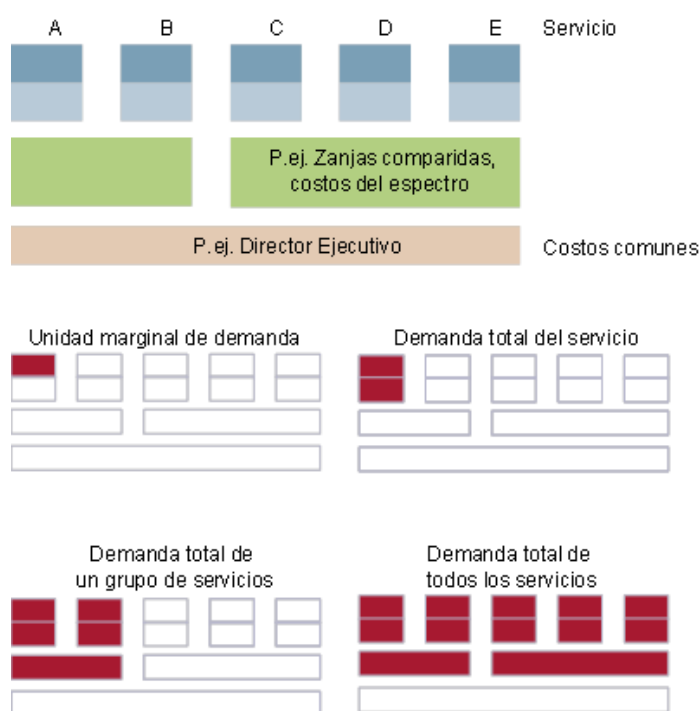 A B C D E Servicio
P.ej. Zanjas comparidas,
costos del espectro
P.ej. Director Ejecutivo Costos comunes
Unidad marginal de demanda Demanda total del servicio
Demanda total de
un grupo de servicios
Demanda total de
todos los servicios